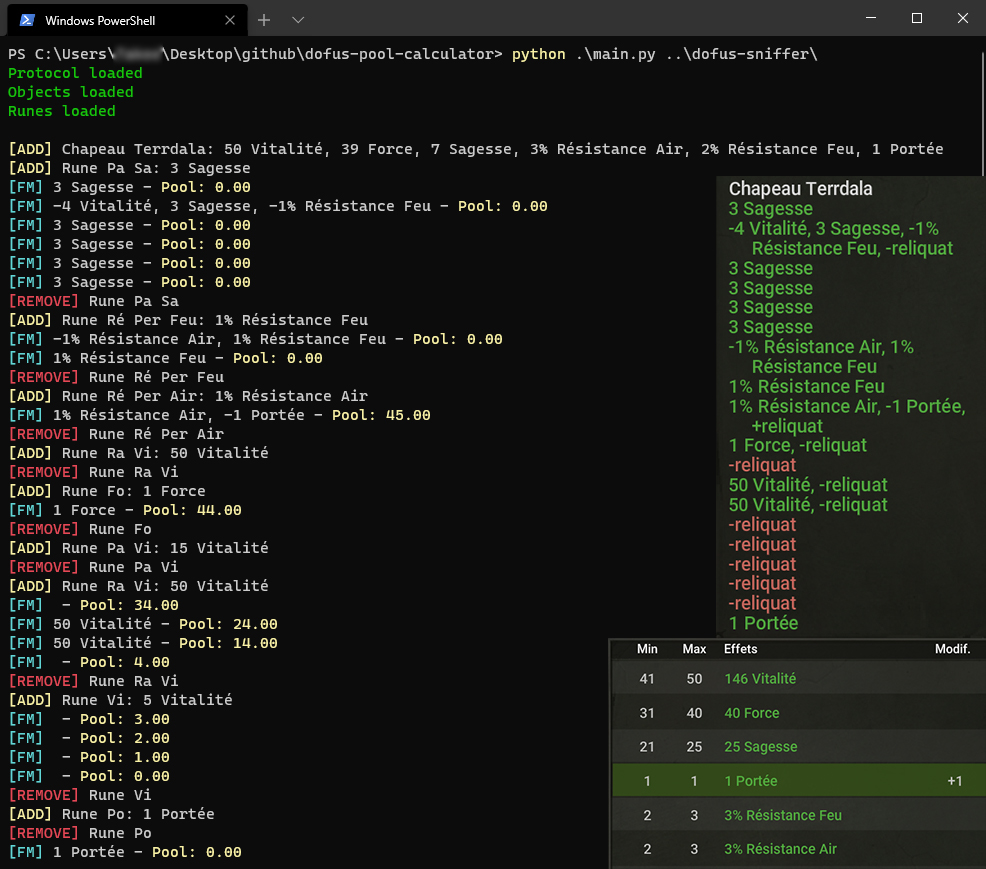 Windows PowerShell
PS C:\Users\ \Desktop\github\dofus-pool-calculator> python .\main.py ..\dofus-sniffer\
Protocol loaded
Objects loaded
Runes loaded
[ADD] Chapeau Terrdala: 50 Vitalité, 39 Force, 7 Sagesse, 3% Résistance Air, 2% Résistance Feu, 1 Portée
[ADD] Rune Pa Sa: 3 Sagesse
[FM] 3 Sagesse - Pool: 0.00
[FM] -4 Vitalité, 3 Sagesse, -1% Résistance Feu - Pool: 0.00
[FM] 3 Sagesse - Pool: 0.00
[FM] 3 Sagesse - Pool: 0.00
[FM] 3 Sagesse - Pool: 0.00
[FM] 3 Sagesse - Pool: 0.00
[REMOVE] Rune Pa Sa
[ADD] Rune Ré Per Feu: 1% Résistance Feu
[FM] -1% Résistance Air, 1% Résistance Feu - Pool: 0.00
[FM] 1% Résistance Feu - Pool: 0.00
[REMOVE] Rune Ré Per Feu
[ADD] Rune Ré Per Air: 1% Résistance Air
[FM] 1% Résistance Air, -1 Portée - Pool: 45.00
[REMOVE] Rune Ré Per Air
[ADD] Rune Ra Vi: 50 Vitalité
[REMOVE] Rune Ra Vi
[ADD] Rune Fo: 1 Force
[FM] 1 Force - Pool: 44.00
[REMOVE] Rune Fo
[ADD] Rune Pa Vi: 15 Vitalité
[REMOVE] Rune Pa Vi
[ADD] Rune Ra Vi: 50 Vitalité
[FM]  - Pool: 34.00
[FM] 50 Vitalité - Pool: 24.00
[FM] 50 Vitalité - Pool: 14.00
[FM]  - Pool: 4.00
[REMOVE] Rune Ra Vi
[ADD] Rune Vi: 5 Vitalité
[FM]  - Pool: 3.00
[FM]  - Pool: 2.00
[FM]  - Pool: 1.00
[FM]  - Pool: 0.00
[REMOVE] Rune Vi
[ADD] Rune Po: 1 Portée
[REMOVE] Rune Po
[FM] 1 Portée - Pool: 0.00
Chapeau Terrdala
3 Sagesse
-4 Vitalité, 3 Sagesse, -1%
Résistance Feu, -reliquat
3 Sagesse
3 Sagesse
3 Sagesse
3 Sagesse
-1% Résistance Air, 1%
Résistance Feu
1% Résistance Feu
1% Résistance Air, -1 Portée,
+reliquat
1 Force, -reliquat
-reliquat
50 Vitalité, -reliquat
50 Vitalité, -reliquat
-reliquat
-reliquat
-reliquat
-reliquat
-reliquat
1 Portée
Min Max Effets Modif.
41 50 146 Vitalité
31 40 40 Force
21 25 25 Sagesse
1 1 1 Portée +1
2 3 3% Résistance Feu
2 3 3% Résistance Air